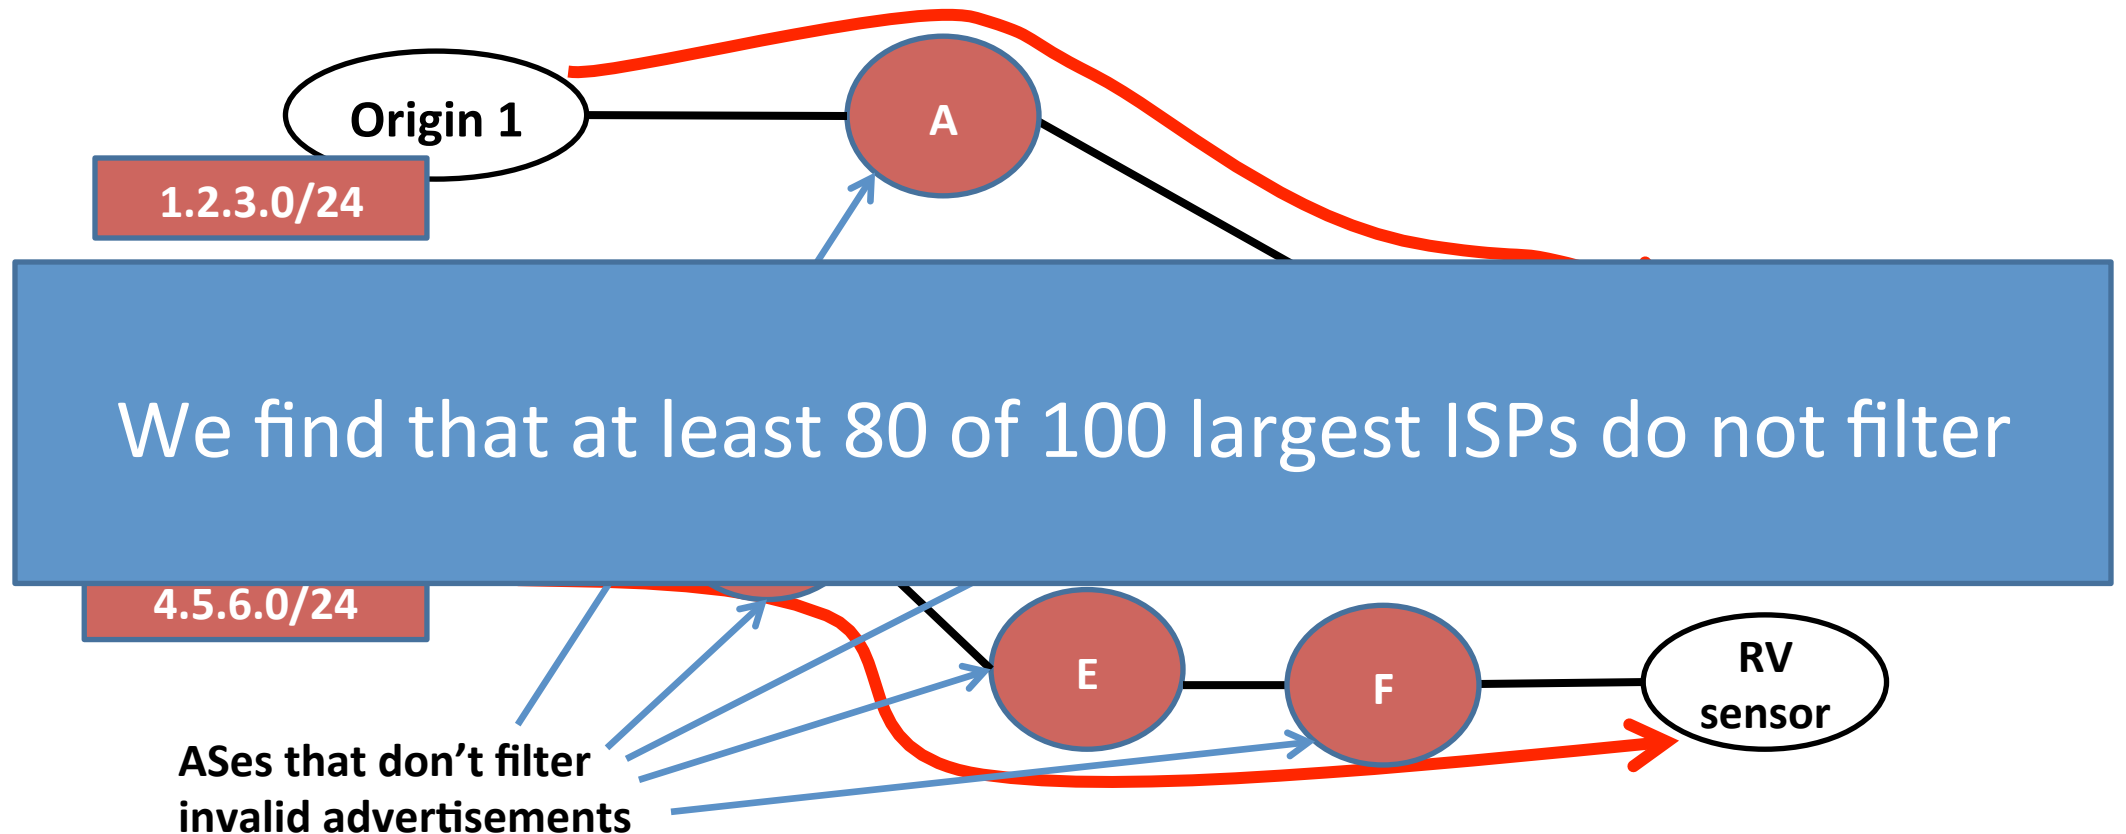 Origin 1
A
1.2.3.0/24
We find that at least 80 of 100 largest ISPs do not filter
4.5.6.0/24
E
F
RV
sensor
ASes that don’t filter
invalid advertisements